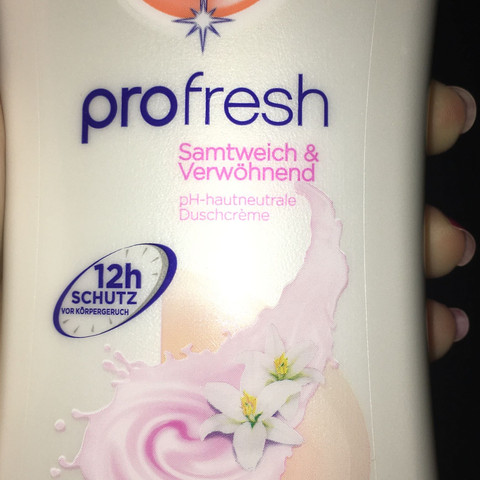 profresh
Samtweich &
Verwöhnend
pH-hautneutrale
Duschcrème
12h
SCHUTZ
VOR KÖRPERGERUCH